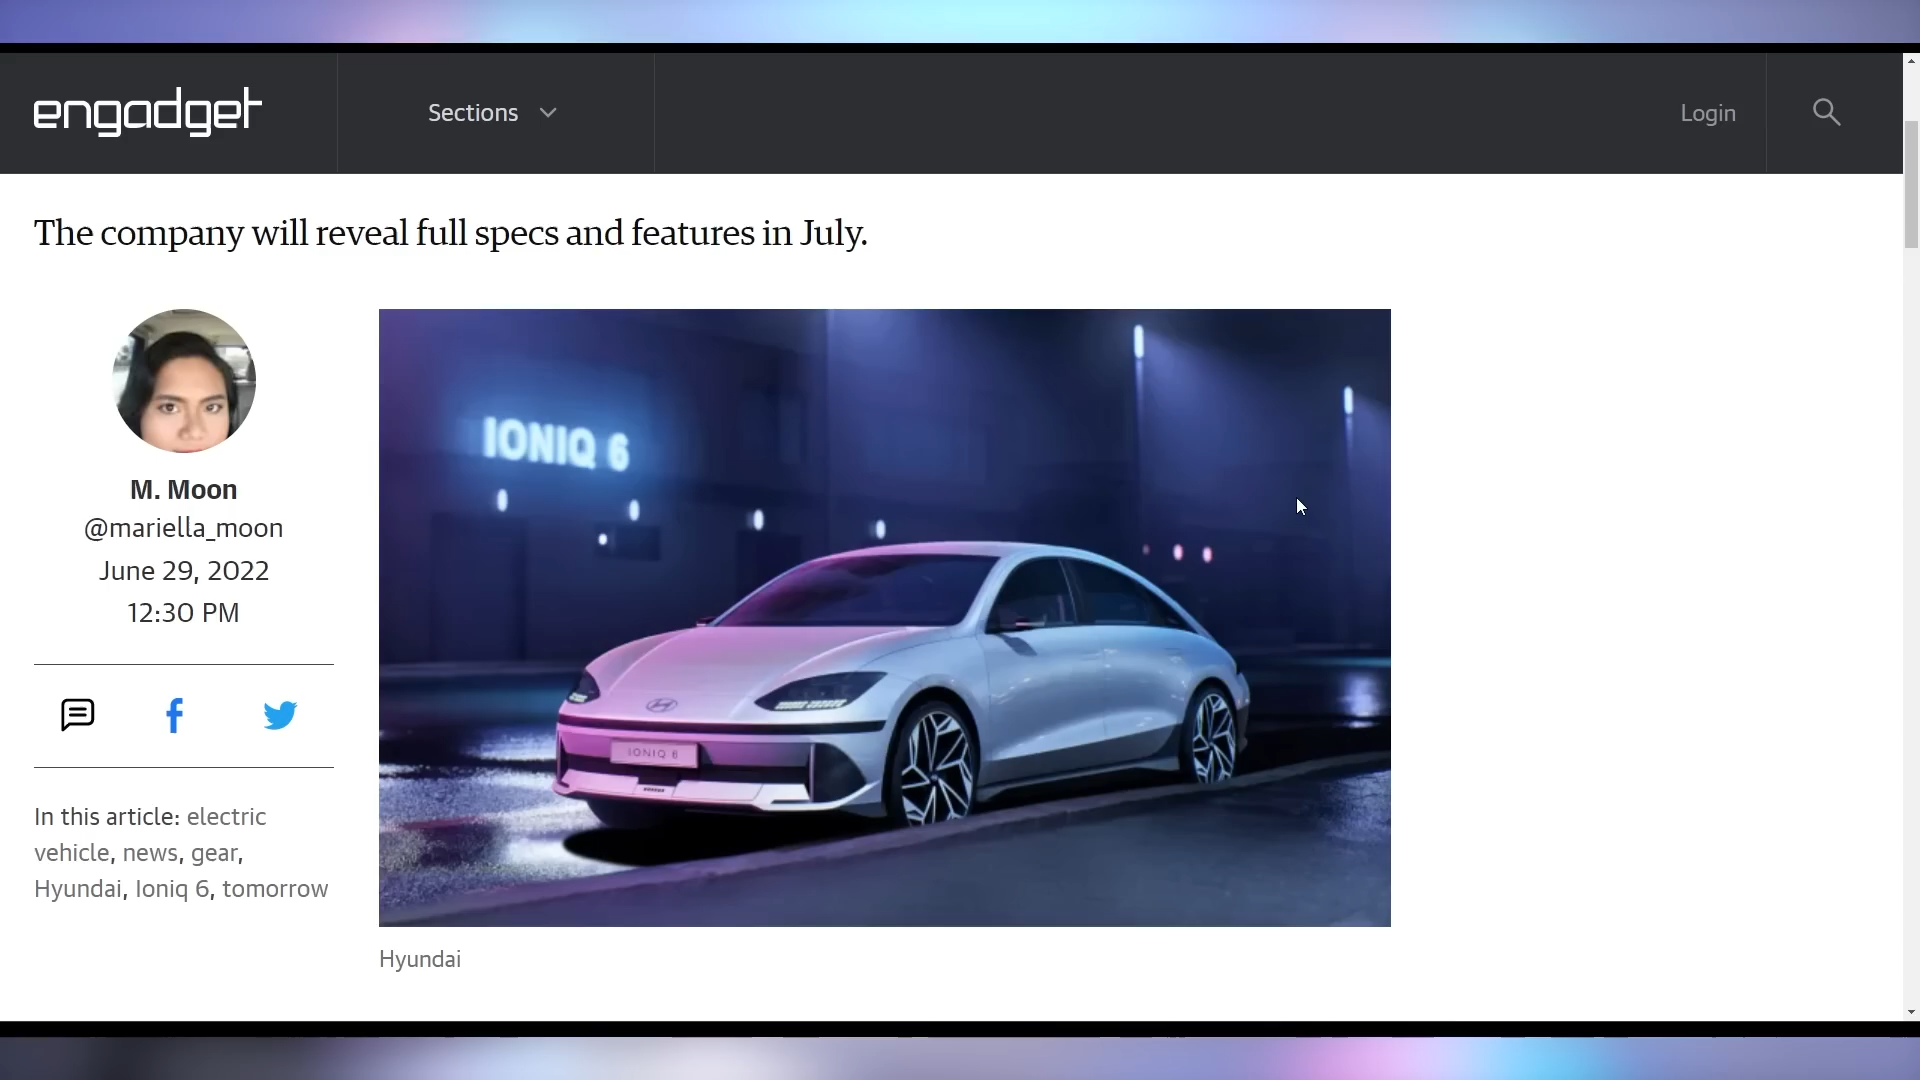 engadget
Sections
Login
The company will reveal full specs and features in July.
IONIQ 6
IONIQ 6
M. Moon
@mariella_moon
June 29, 2022
12:30 PM
In this article: electric
vehicle, news, gear,
Hyundai, Ioniq 6, tomorrow
Hyundai